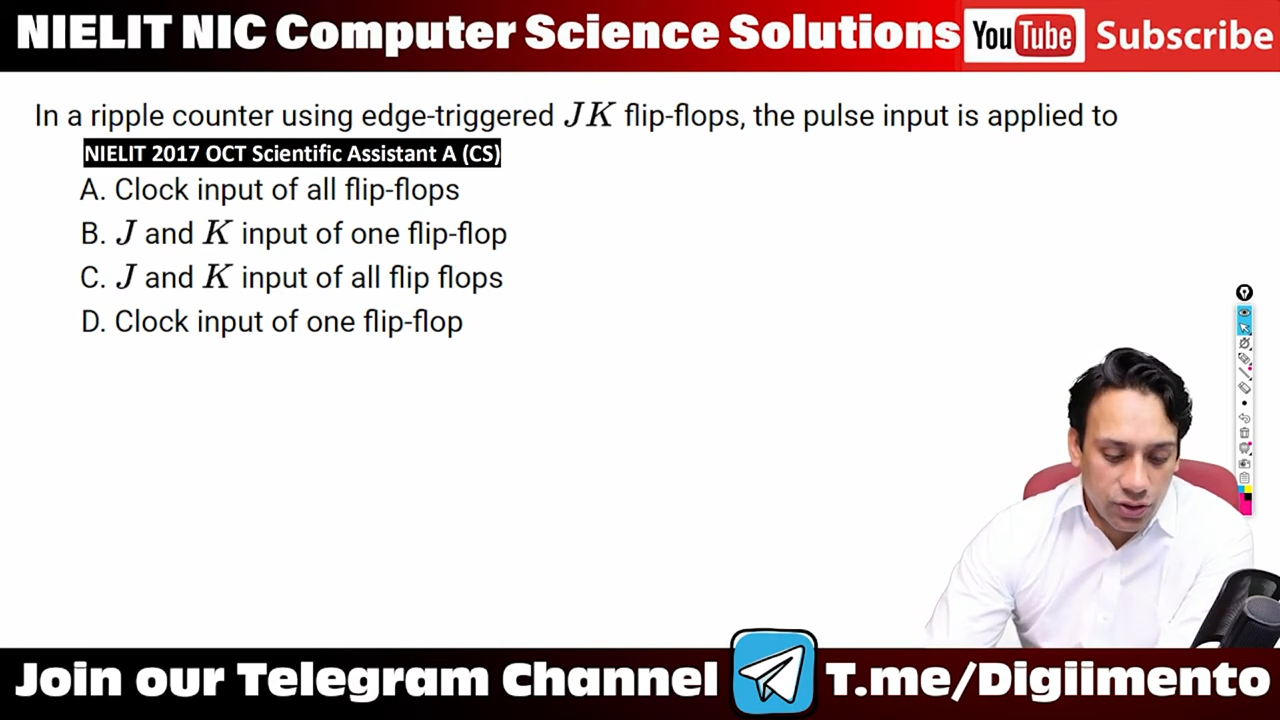 NIELIT NIC Computer Science Solutions YouTube Subscribe
In a ripple counter using edge-triggered JK flip-flops, the pulse input is applied to
NIELIT 2017 OCT Scientific Assistant A (CS)
A. Clock input of all flip-flops
B. J and K input of one flip-flop
C. J and K input of all flip flops
D. Clock input of one flip-flop
Join our Telegram Channel T.me/Digiimento